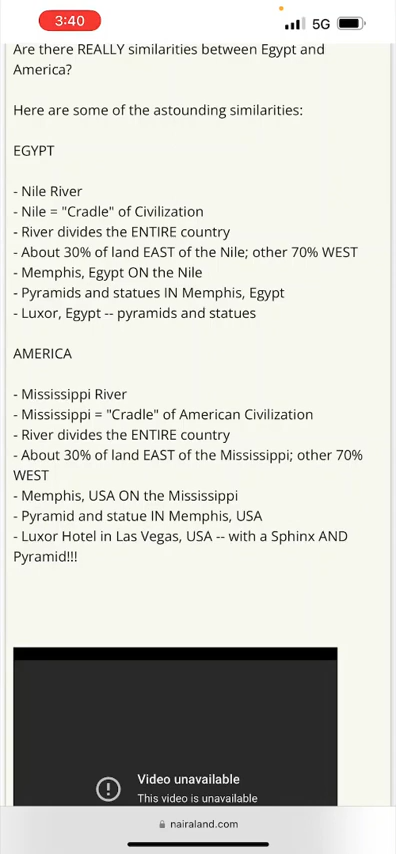 3:40
5G
Are there REALLY similarities between Egypt and
America?
Here are some of the astounding similarities:
EGYPT
- Nile River
- Nile = "Cradle" of Civilization
- River divides the ENTIRE country
- About 30% of land EAST of the Nile; other 70% WEST
- Memphis, Egypt ON the Nile
- Pyramids and statues IN Memphis, Egypt
- Luxor, Egypt -- pyramids and statues
AMERICA
- Mississippi River
- Mississippi = "Cradle" of American Civilization
- River divides the ENTIRE country
- About 30% of land EAST of the Mississippi; other 70%
WEST
- Memphis, USA ON the Mississippi
- Pyramid and statue IN Memphis, USA
- Luxor Hotel in Las Vegas, USA -- with a Sphinx AND
Pyramid!!!
Video unavailable
This video is unavailable
nairaland.com